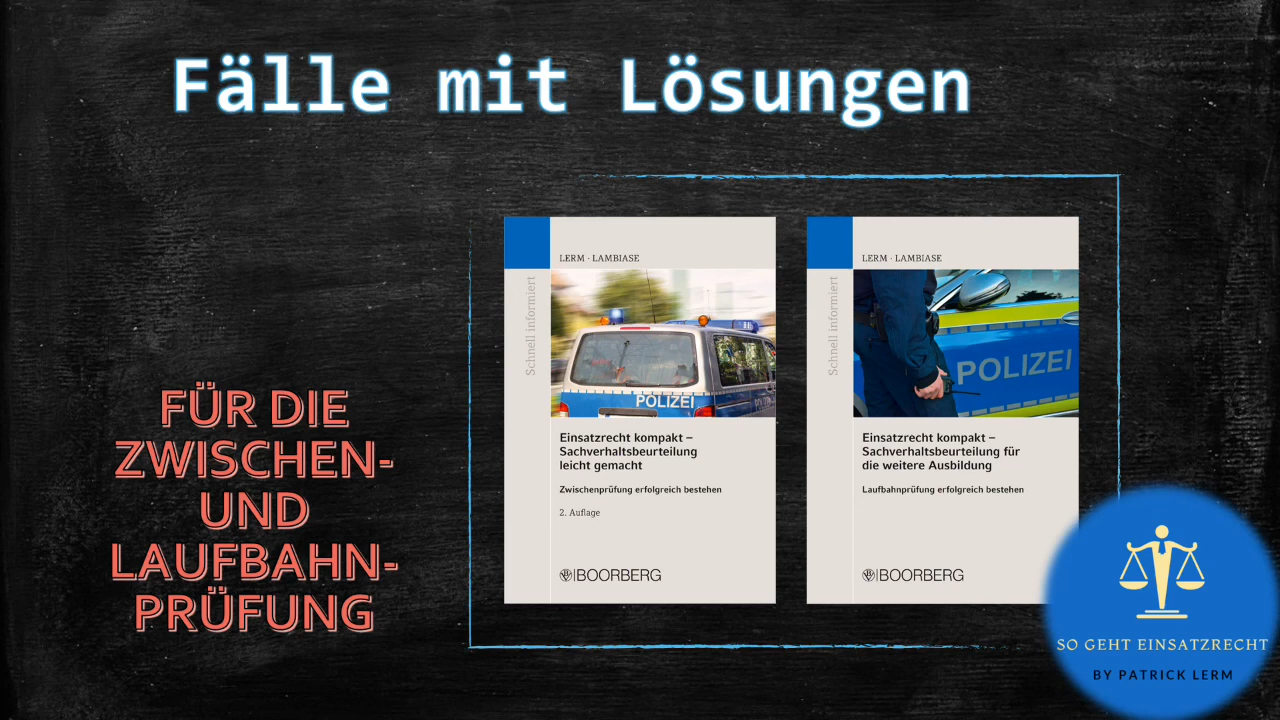 Fälle mit Lösungen
FÜR DIE
ZWISCHEN-
UND
LAUFBAHN-
PRÜFUNG
LERM · LAMBIASE
Schnell informiert
POLIZEI
Einsatzrecht kompakt –
Sachverhaltsbeurteilung
leicht gemacht
Zwischenprüfung erfolgreich bestehen
2. Auflage
BOORBERG
LERM · LAMBIASE
Schnell informiert
POLIZEI
Einsatzrecht kompakt –
Sachverhaltsbeurteilung für
die weitere Ausbildung
Laufbahnprüfung erfolgreich bestehen
BOORBERG
SO GEHT EINSATZRECHT
BY PATRICK LERM